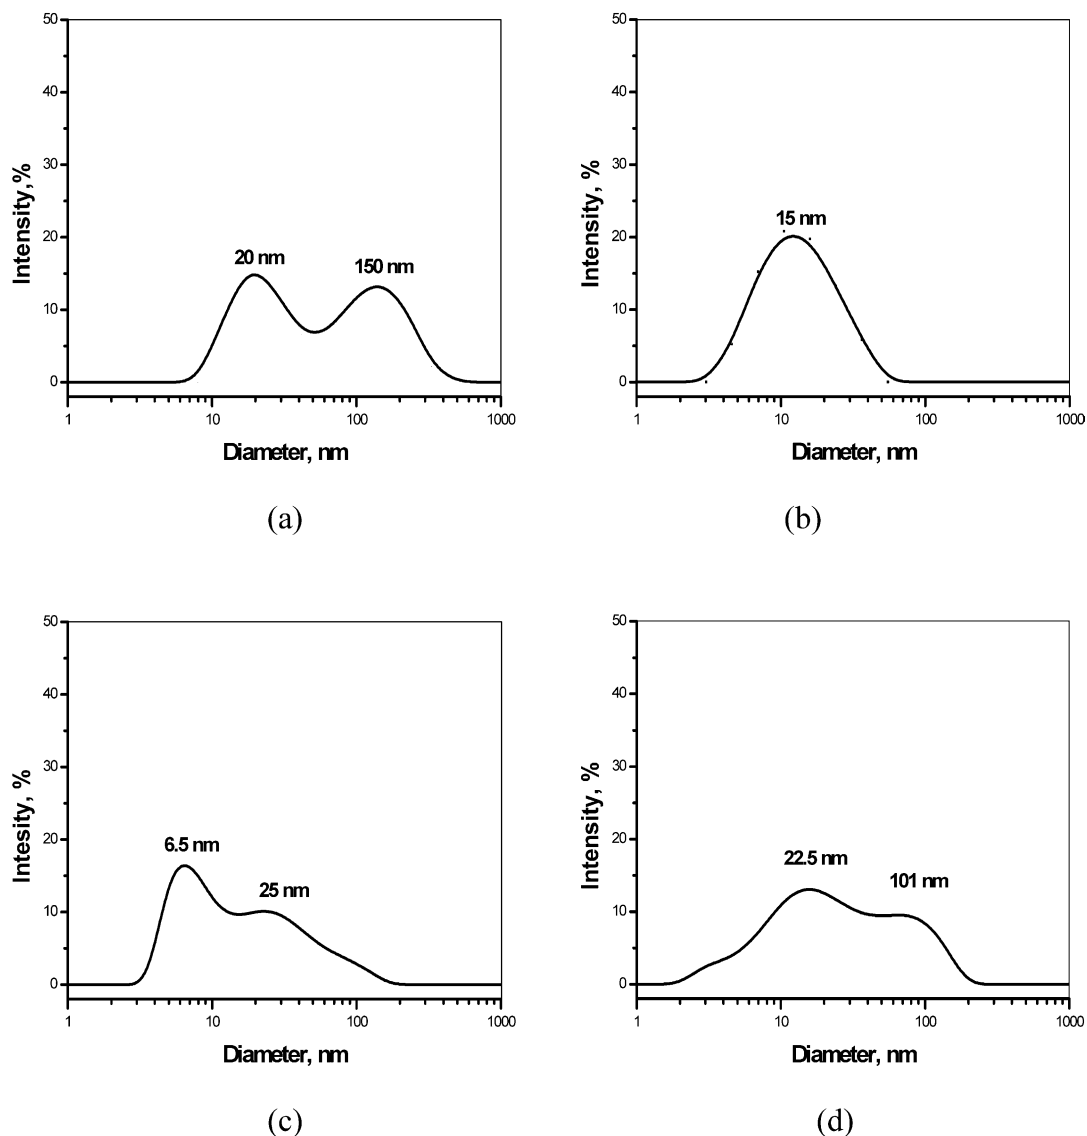 50
40
30
20
10
0
Intensity,%
20 nm
150 nm
1
10
100
1000
Diameter, nm
(a)
50
40
30
20
10
0
Intensity, %
15 nm
1
10
100
1000
Diameter, nm
(b)
50
40
30
20
10
0
Intesity, %
6.5 nm
25 nm
1
10
100
1000
Diameter, nm
(c)
50
40
30
20
10
0
Intensity, %
22.5 nm
101 nm
1
10
100
1000
Diameter, nm
(d)